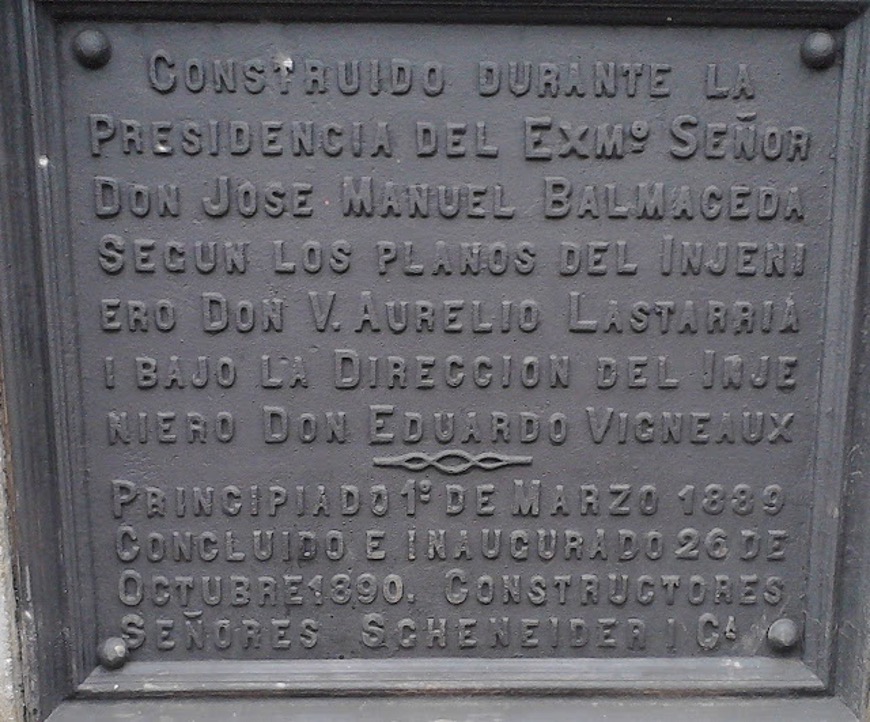 CONSTRUIDO DURANTE LA
PRESIDENCIA DEL EXMº SEÑOR
DON JOSE MANUEL BALMACEDA
SEGUN LOS PLANOS DEL INJENI
ERO DON V. AURELIO LASTARRIA
I BAJO LA DIRECCION DEL INJE
NIERO DON EDUARDO VIGNEAUX
PRINCIPIADO 1º DE MARZO 1889
CONCLUIDO E INAUGURADO 26 DE
OCTUBRE 1890. CONSTRUCTORES
SEÑORES SCHENEIDER I Cª